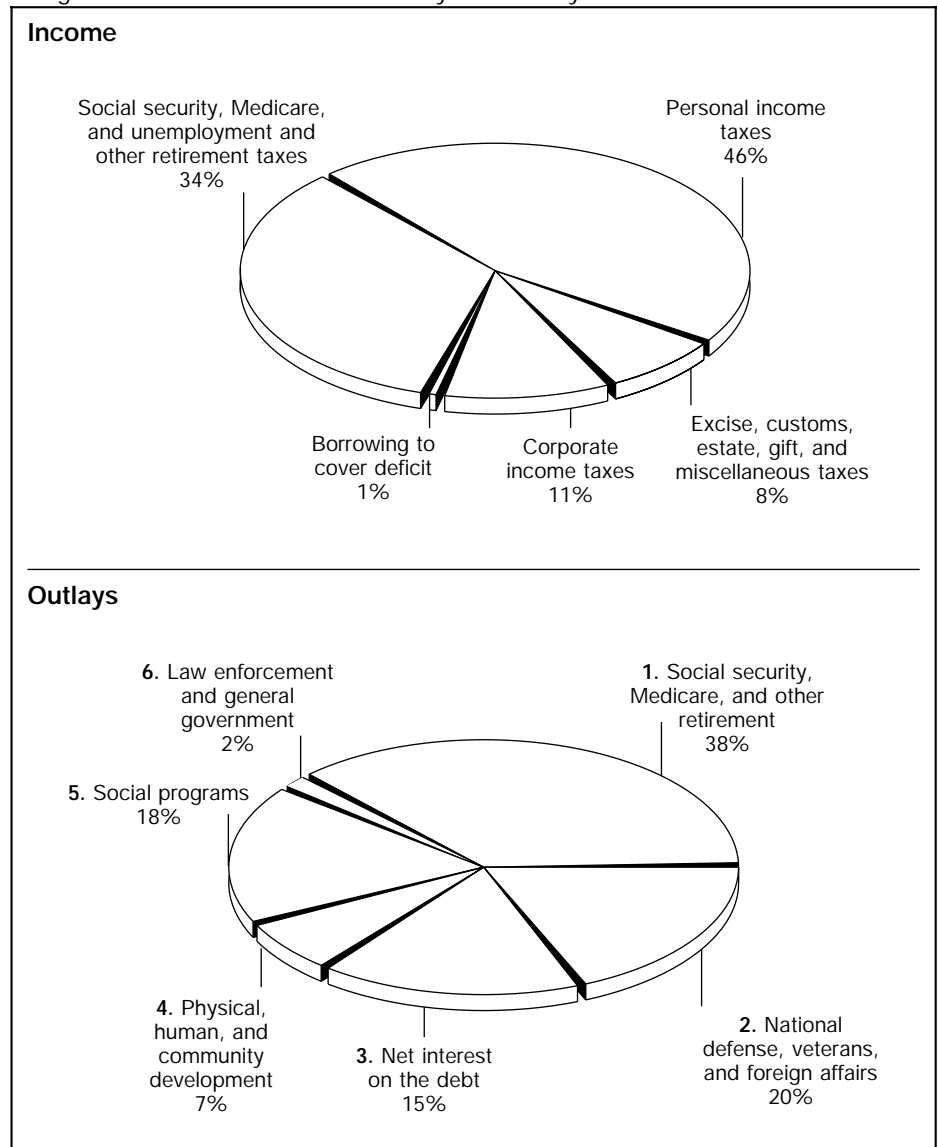 Income
Social security, Medicare,
and unemployment and
other retirement taxes
34%
Personal income
taxes
46%
Borrowing to
cover deficit
1%
Corporate
income taxes
11%
Excise, customs,
estate, gift, and
miscellaneous taxes
8%
Outlays
6. Law enforcement
and general
government
2%
1. Social security,
Medicare, and other
retirement
38%
5. Social programs
18%
4. Physical,
human, and
community
development
7%
3. Net interest
on the debt
15%
2. National
defense, veterans,
and foreign affairs
20%